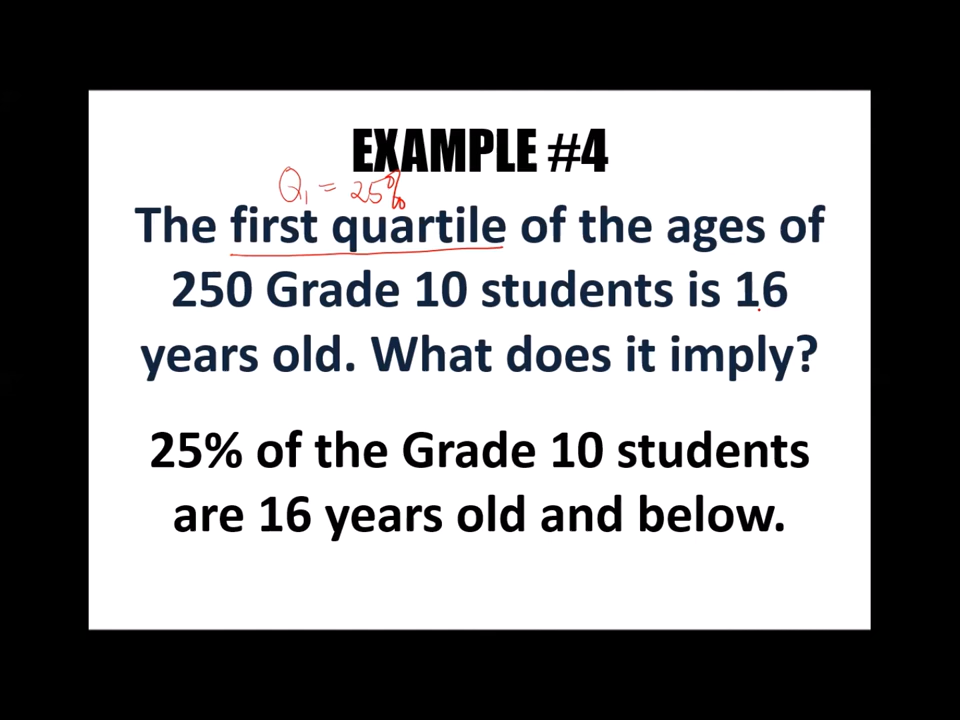 EXAMPLE #4
Q1 = 25%
The first quartile of the ages of
250 Grade 10 students is 16
years old. What does it imply?
25% of the Grade 10 students
are 16 years old and below.